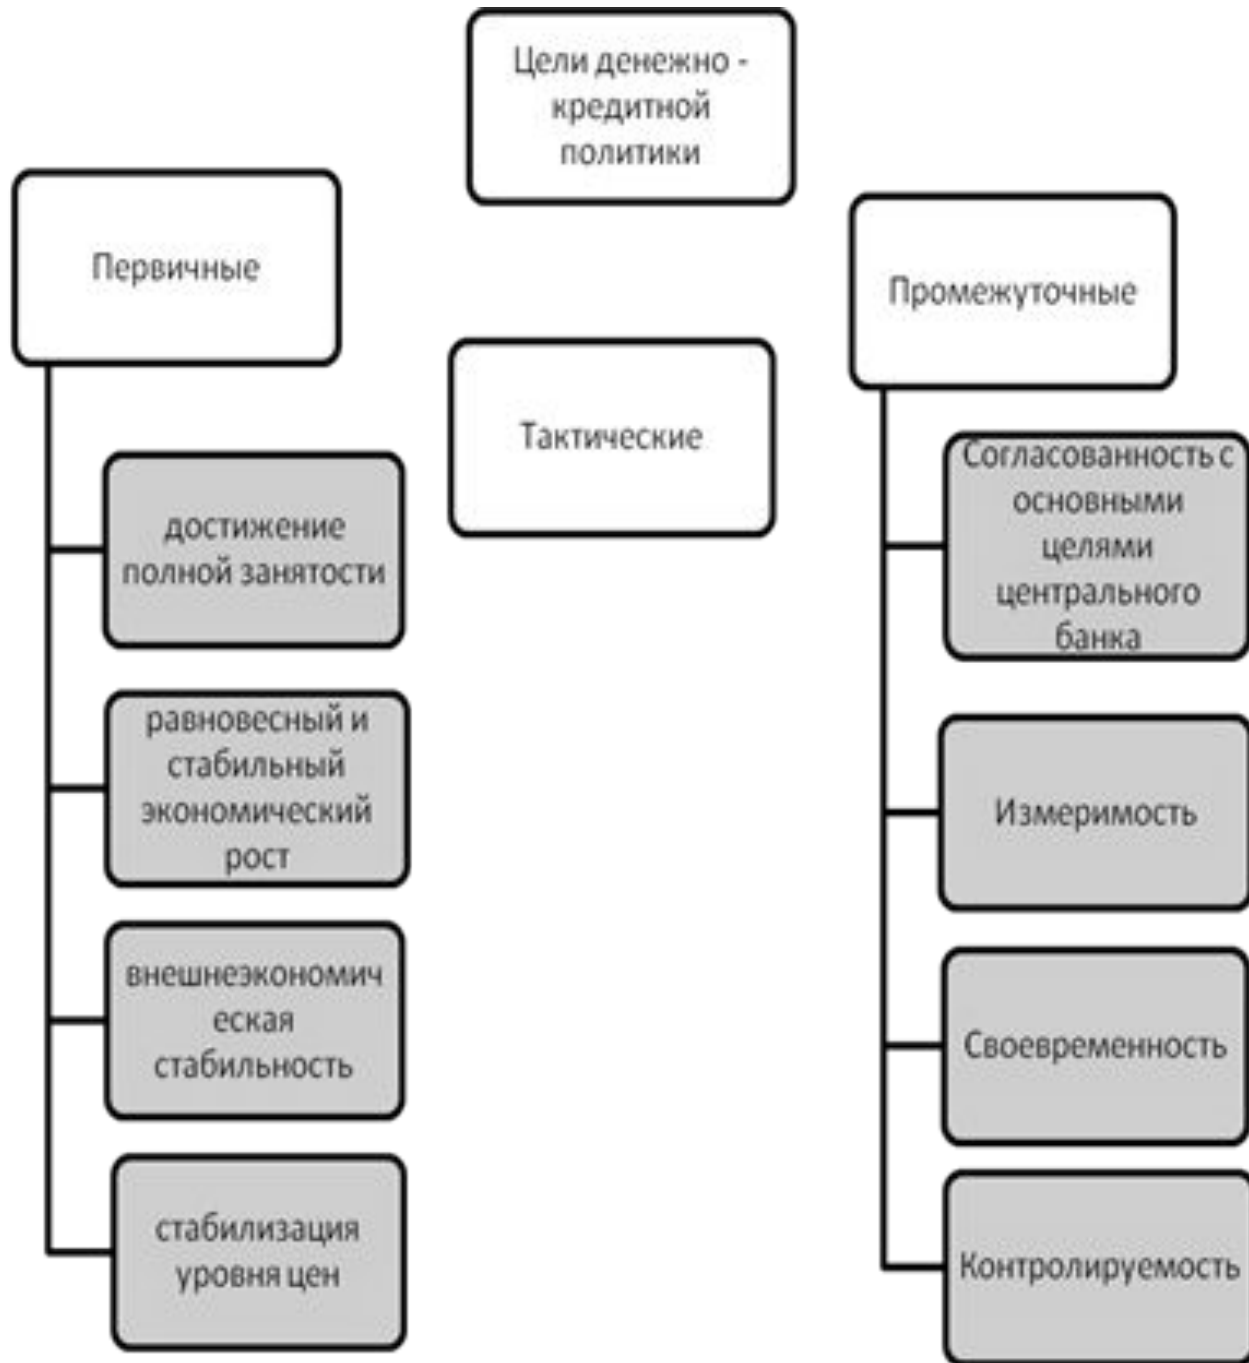 Цели денежно -
кредитной
политики
Первичные
Промежуточные
Тактические
достижение
полной занятости
равновесный и
стабильный
экономический
рост
внешнеэкономич
еская
стабильность
стабилизация
уровня цен
Согласованность с
основными
целями
центрального
банка
Измеримость
Своевременность
Контролируемость